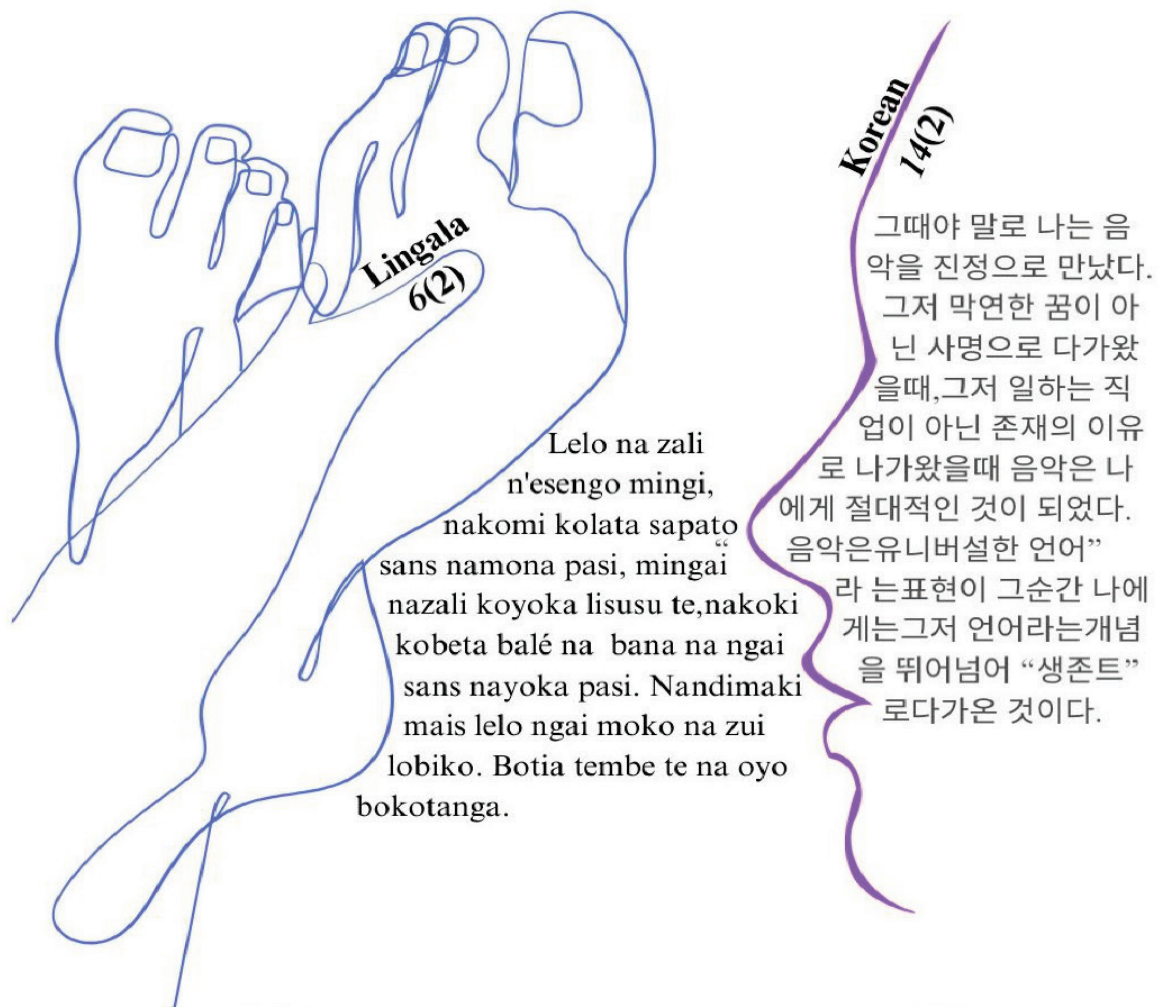 Lingala
6(2)
Lelo na zali
n'esengo mingi,
nakomi kolata sapato
sans namona pasi, mingai
nazali koyoka lisusu te,nakoki
kobeta balé na bana na ngai
sans nayoka pasi. Nandimaki
mais lelo ngai moko na zui
lobiko. Botia tembe te na oyo
bokotanga.
Korean
14(2)
그때야 말로 나는 음
악을 진정으로 만났다.
그저 막연한 꿈이 아
닌 사명으로 다가왔
을때,그저 일하는 직
업이 아닌 존재의 이유
로 나가왔을때 음악은 나
에게 절대적인 것이 되었다.
“음악은유니버설한 언어”
라 는표현이 그순간 나에
게는그저 언어라는개념
을 뛰어넘어 “생존트”
로다가온 것이다.